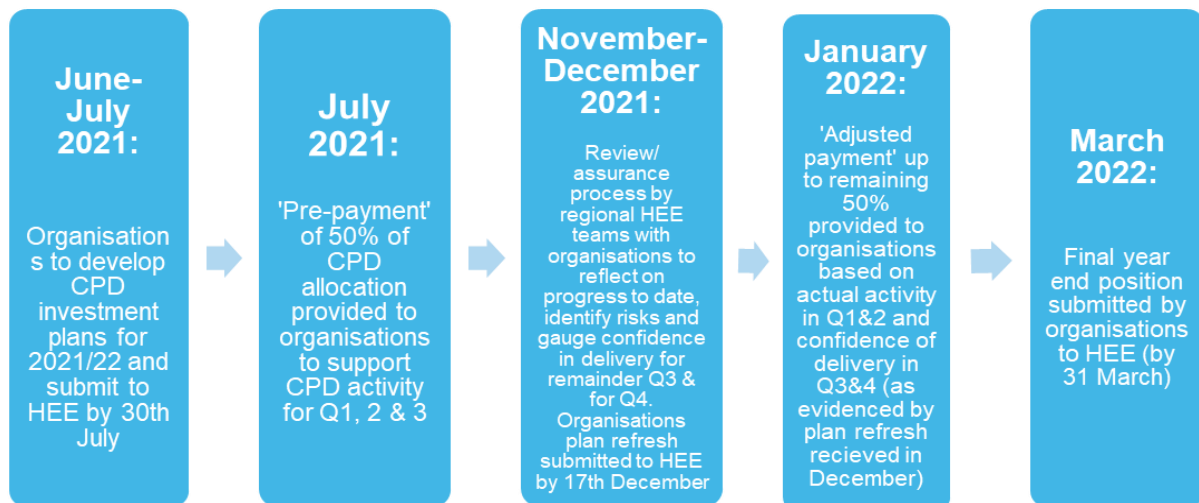 June-
July
2021:
Organisation
s to develop
CPD
investment
plans for
2021/22 and
submit to
HEE by 30th
July
July
2021:
'Pre-payment'
of 50% of
CPD
allocation
provided to
organisations
to support
CPD activity
for Q1, 2 & 3
November-
December
2021:
Review/
assurance
process by
regional HEE
teams with
organisations to
reflect on
progress to date,
identify risks and
gauge confidence
in delivery for
remainder Q3 &
for Q4.
Organisations
plan refresh
submitted to HEE
by 17th December
January
2022:
'Adjusted
payment' up
to remaining
50%
provided to
organisations
based on
actual activity
in Q1&2 and
confidence of
delivery in
Q3&4 (as
evidenced by
plan refresh
recieved in
December)
March
2022:
Final year
end position
submitted by
organisations
to HEE (by
31 March)